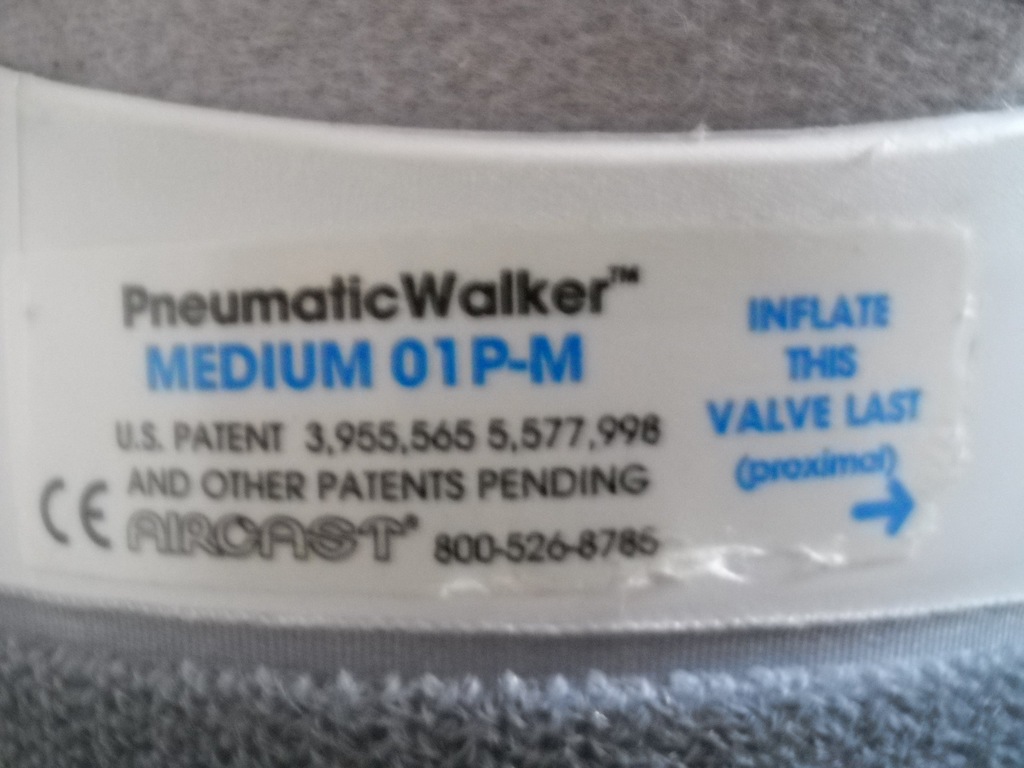 PneumaticWalker™
MEDIUM 01P-M
U.S. PATENT 3,955,565 5,577,998
AND OTHER PATENTS PENDING
CE AIRCAST® 800-526-8785
INFLATE
THIS
VALVE LAST
(proximal)
→